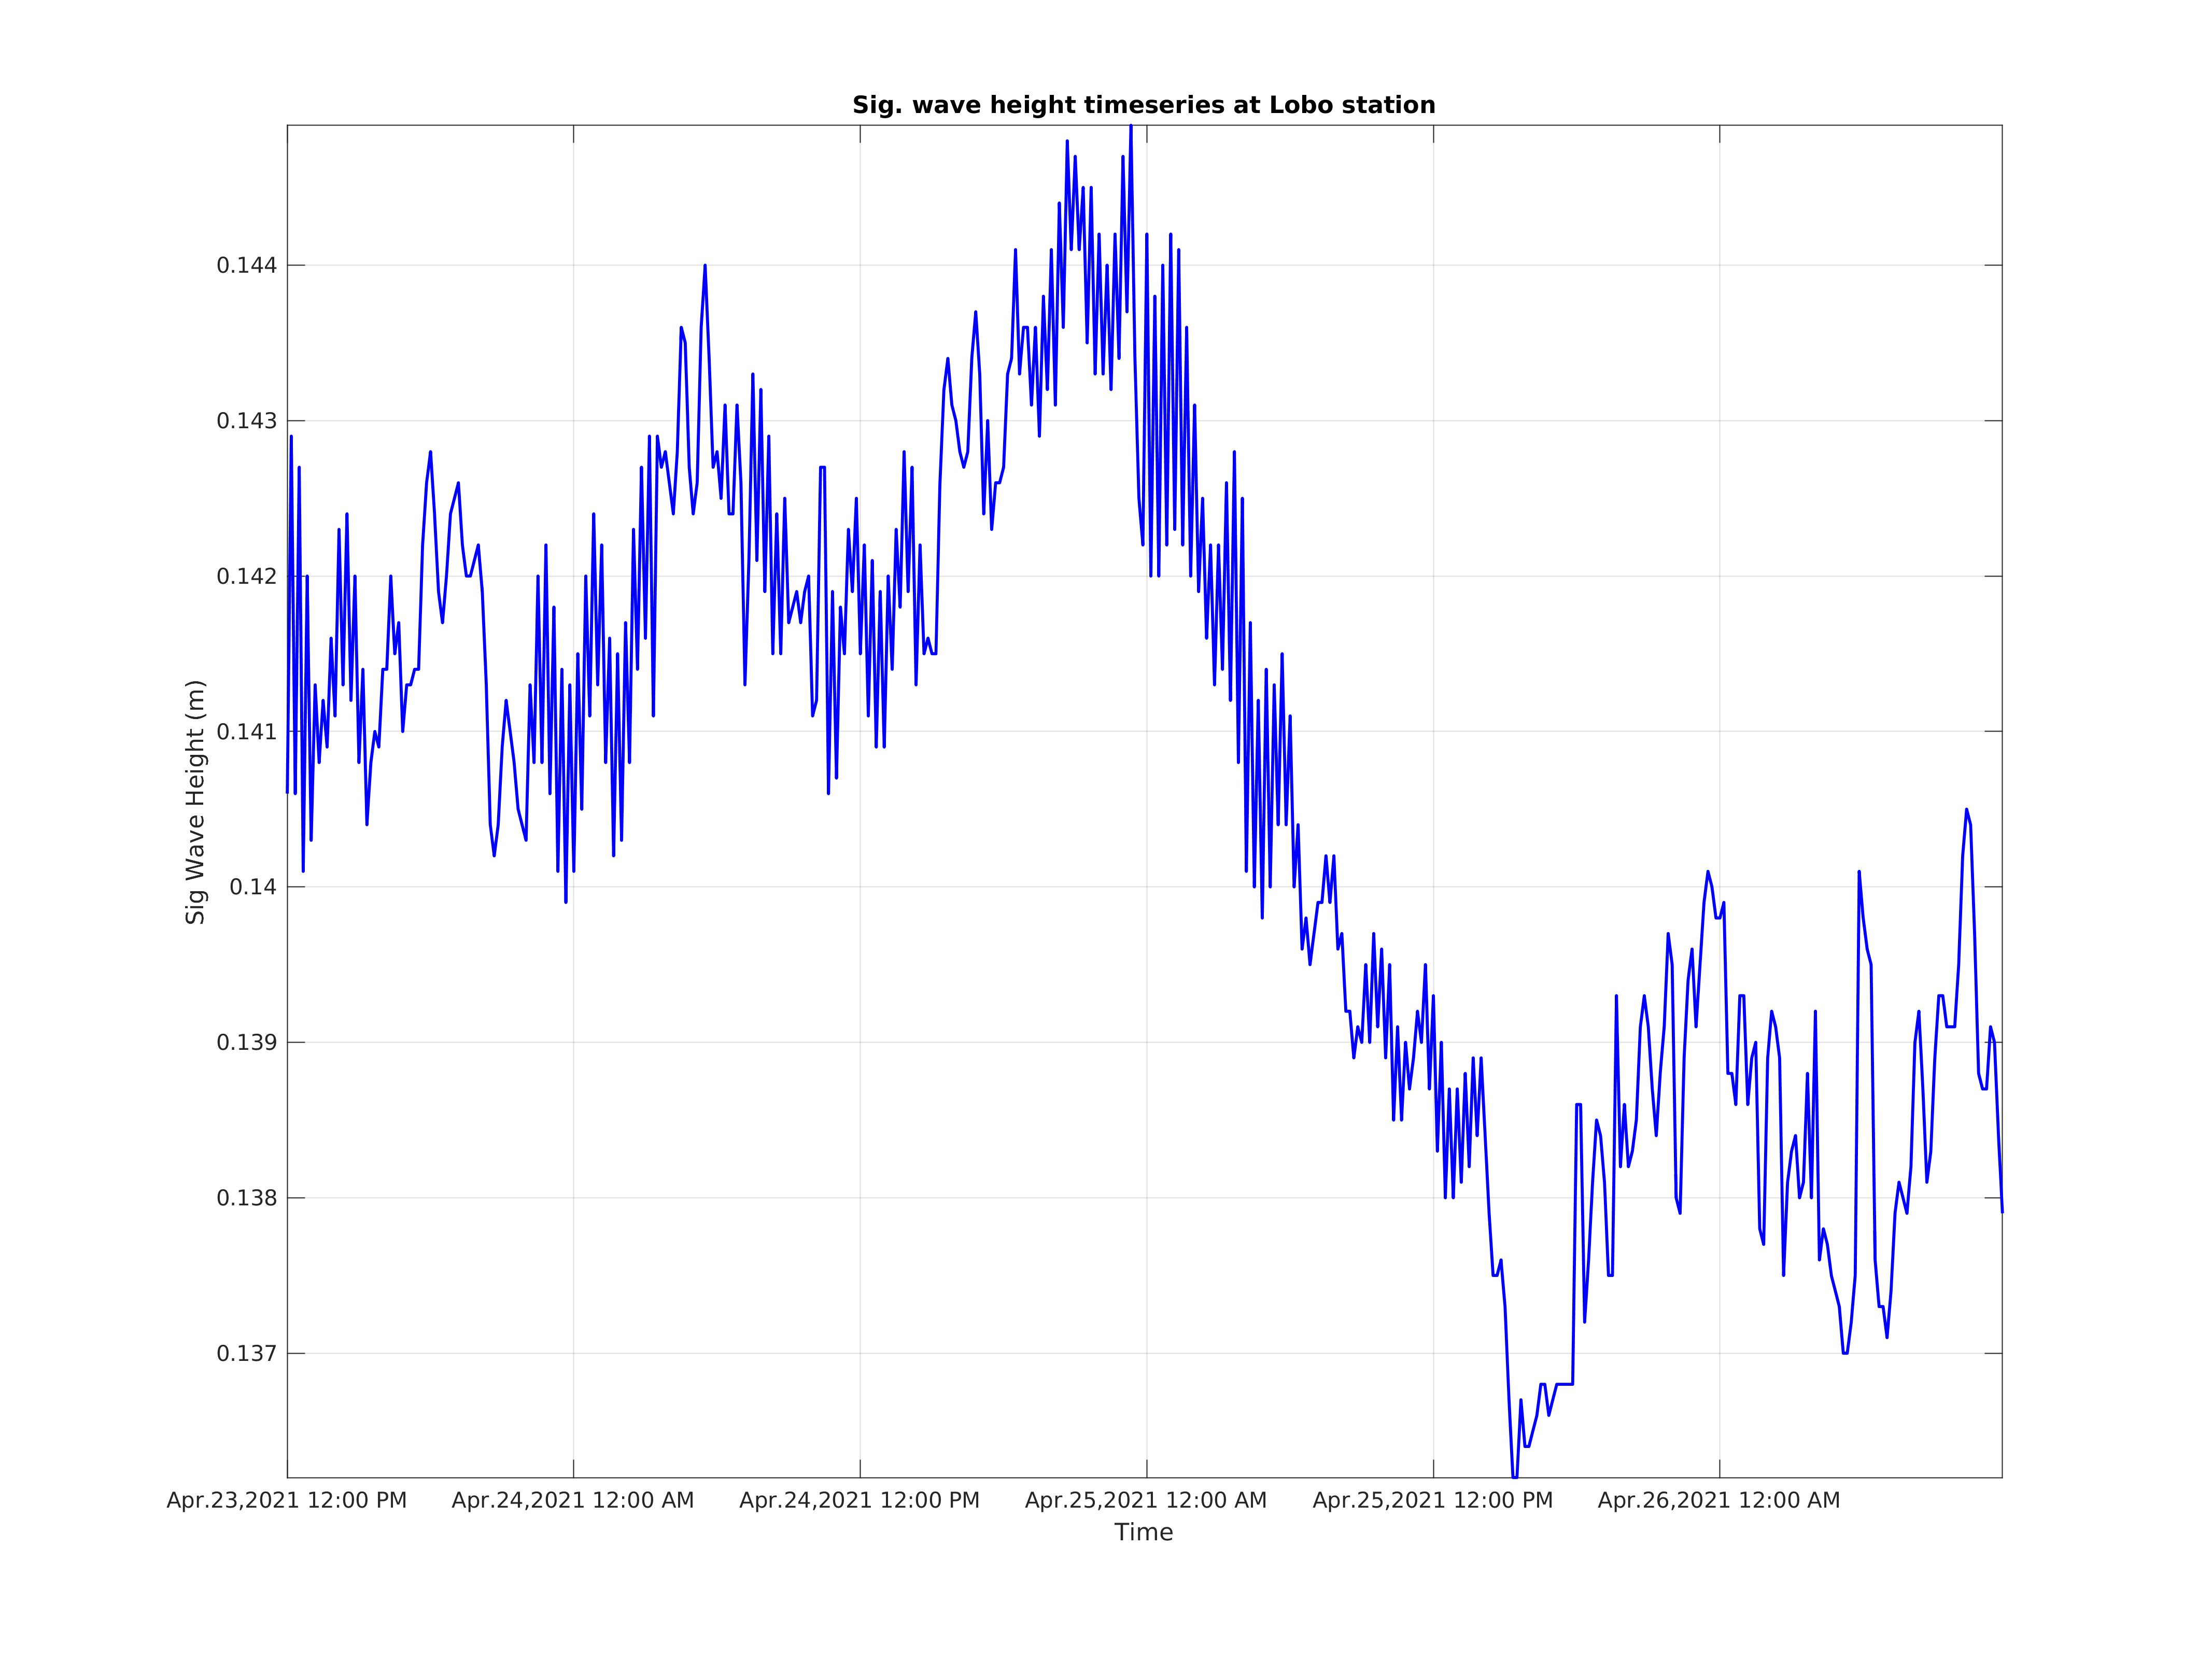 Sig. wave height timeseries at Lobo station
0.144
0.143
0.142
0.141
0.14
0.139
0.138
0.137
Sig Wave Height (m)
Apr.23,2021 12:00 PM Apr.24,2021 12:00 AM Apr.24,2021 12:00 PM Apr.25,2021 12:00 AM Apr.25,2021 12:00 PM Apr.26,2021 12:00 AM
Time